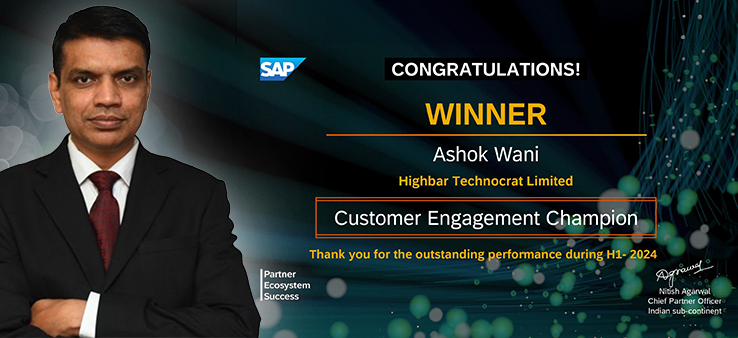 SAP
CONGRATULATIONS!
WINNER
Ashok Wani
Highbar Technocrat Limited
Customer Engagement Champion
Thank you for the outstanding performance during H1- 2024
Partner
Ecosystem
Success
Agrawal
Nitish Agarwal
Chief Partner Officer
Indian sub-continent